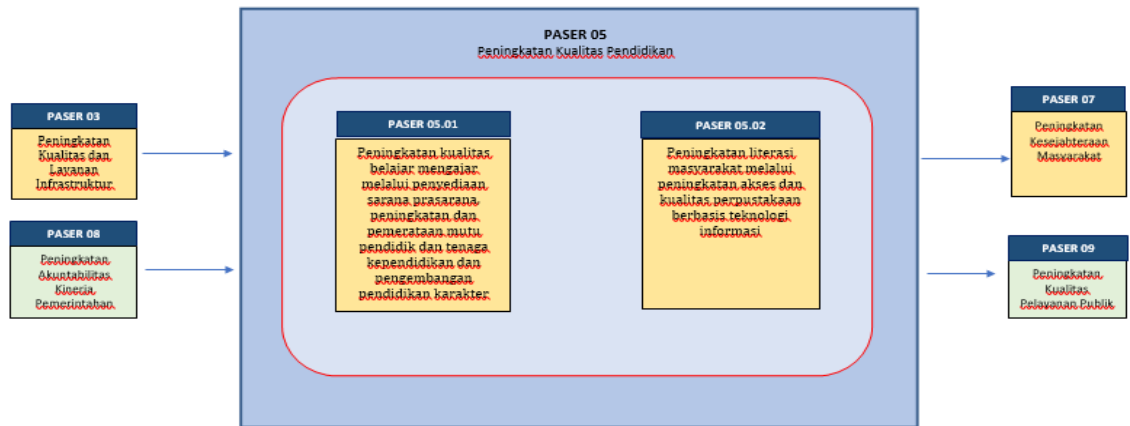 PASER 05
Peningkatan Kualitas Pendidikan
PASER 03
Peningkatan
Kualitas dan
Layanan
Infrastruktur
PASER 08
Peningkatan
Akuntabilitas
Kinerja
Pemerintahan
PASER 05.01
Peningkatan kualitas
belajar mengajar
melalui penyediaan
sarana prasarana
peningkatan dan
pemerataan mutu
pendidik dan tenaga
kependidikan dan
pengembangan
pendidikan karakter
PASER 05.02
Peningkatan literasi
masyarakat melalui
peningkatan akses dan
kualitas perpustakaan
berbasis teknologi
informasi
PASER 07
Peningkatan
Kesejahteraan
Masyarakat
PASER 09
Peningkatan
Kualitas
Pelayanan Publik